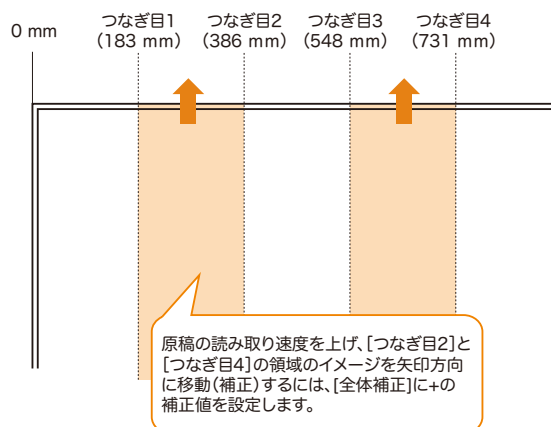 0 mm
つなぎ目1
（183 mm）
つなぎ目2
（386 mm）
つなぎ目3
（548 mm）
つなぎ目4
（731 mm）
原稿の読み取り速度を上げ、[つなぎ目2]と
[つなぎ目4]の領域のイメージを矢印方向
に移動（補正）するには、[全体補正]に+の
補正値を設定します。